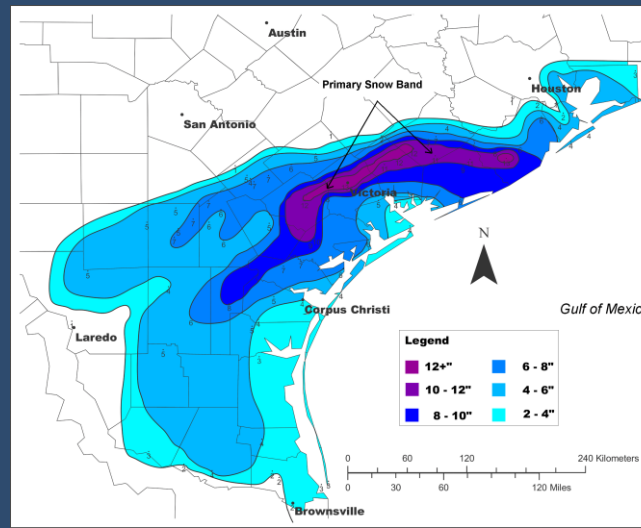 Austin
Primary Snow Band
Houston
San Antonio
Victoria
N
Corpus Christi
Gulf of Mexic
Laredo
Legend
12+" 6 - 8"
10 - 12" 4 - 6"
8 - 10" 2 - 4"
0 60 120 240 Kilometers
0 30 60 120 Miles
Brownsville